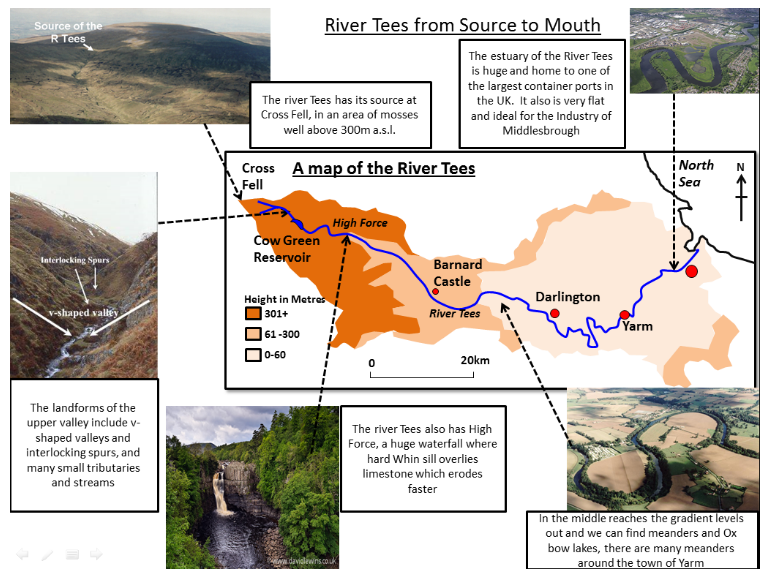 River Tees from Source to Mouth
Source of the
R Tees
The river Tees has its source at
Cross Fell, in an area of mosses
well above 300m a.s.l.
The estuary of the River Tees
is huge and home to one of
the largest container ports in
the UK. It also is very flat
and ideal for the Industry of
Middlesbrough
A map of the River Tees
Cross
Fell
North
Sea
N
High Force
Cow Green
Reservoir
Barnard
Castle
River Tees
Darlington
Yarm
Height in Metres
301+
61 -300
0-60
0
20km
Interlocking Spurs
v-shaped valley
The landforms of the
upper valley include v-
shaped valleys and
interlocking spurs, and
many small tributaries
and streams
The river Tees also has High
Force, a huge waterfall where
hard Whin sill overlies
limestone which erodes
faster
www.davidlewins.co.uk
In the middle reaches the gradient levels
out and we can find meanders and Ox
bow lakes, there are many meanders
around the town of Yarm